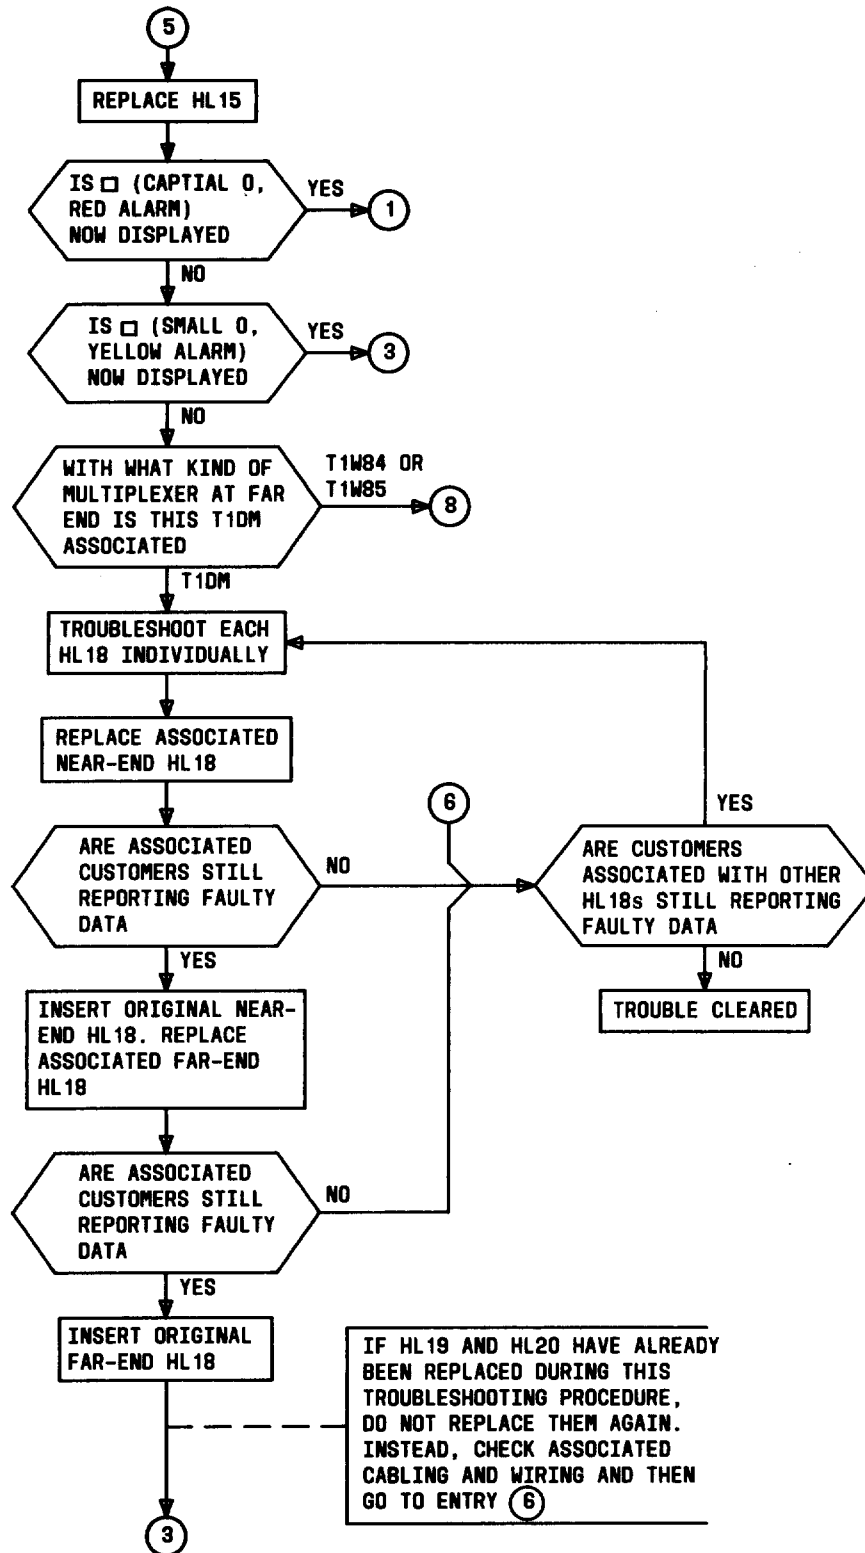 5
REPLACE HL15
IS □ (CAPTIAL O,
RED ALARM)
NOW DISPLAYED
YES
1
NO
IS □ (SMALL O,
YELLOW ALARM)
NOW DISPLAYED
YES
3
NO
WITH WHAT KIND OF
MULTIPLEXER AT FAR
END IS THIS T1DM
ASSOCIATED
T1W84 OR
T1W85
8
T1DM
TROUBLESHOOT EACH
HL18 INDIVIDUALLY
REPLACE ASSOCIATED
NEAR-END HL18
6
YES
ARE ASSOCIATED
CUSTOMERS STILL
REPORTING FAULTY
DATA
NO
ARE CUSTOMERS
ASSOCIATED WITH OTHER
HL18s STILL REPORTING
FAULTY DATA
YES
NO
INSERT ORIGINAL NEAR-
END HL18. REPLACE
ASSOCIATED FAR-END
HL18
TROUBLE CLEARED
ARE ASSOCIATED
CUSTOMERS STILL
REPORTING FAULTY
DATA
NO
YES
INSERT ORIGINAL
FAR-END HL18
IF HL19 AND HL20 HAVE ALREADY
BEEN REPLACED DURING THIS
TROUBLESHOOTING PROCEDURE,
DO NOT REPLACE THEM AGAIN.
INSTEAD, CHECK ASSOCIATED
CABLING AND WIRING AND THEN
GO TO ENTRY 6
3